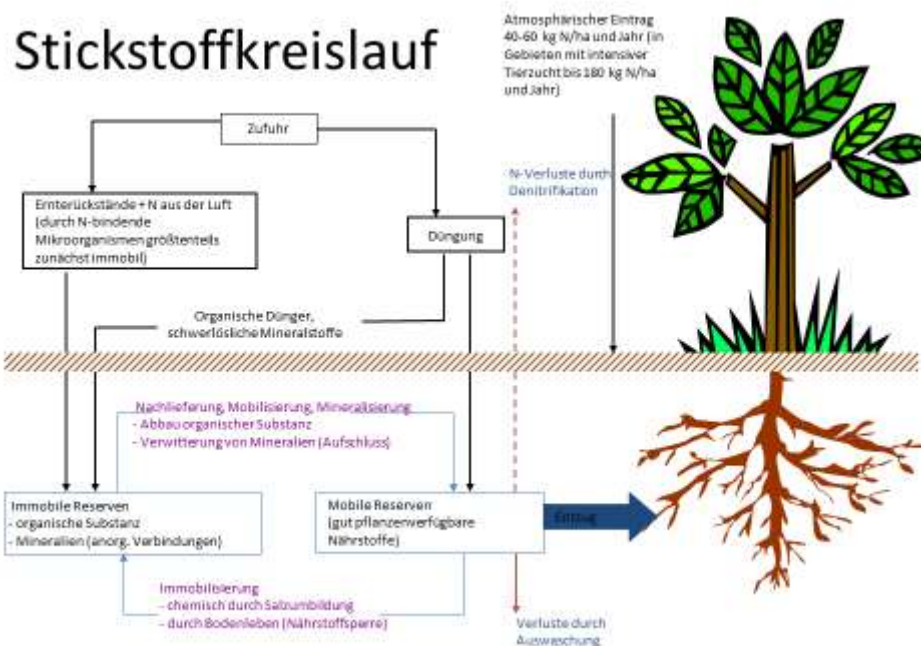 Stickstoffkreislauf
Atmosphärischer Eintrag
40-60 kg N/ha und Jahr (in
Gebieten mit intensiver
Tierzucht bis 180 kg N/ha
und Jahr)
Zufuhr
N-Verluste durch
Denitrifikation
Ernterückstände + N aus der Luft
(durch N-bindende
Mikroorganismen größtenteils
zunächst immobil)
Düngung
Organische Dünger,
schwerlösliche Mineralstoffe
Nachlieferung, Mobilisierung, Mineralisierung
- Abbau organischer Substanz
- Verwitterung von Mineralien (Aufschluss)
Immobile Reserven
- organische Substanz
- Mineralien (anorg. Verbindungen)
Mobile Reserven
(gut pflanzenverfügbare
Nährstoffe)
Eintrag
Immobilisierung
- chemisch durch Salzumbildung
- durch Bodenleben (Nährstoffsperre)
Verluste durch
Auswaschung